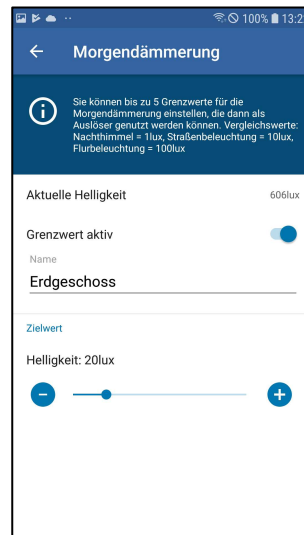 100% 13:2
Morgendämmerung
Sie können bis zu 5 Grenzwerte für die
Morgendämmerung einstellen, die dann als
Auslöser genutzt werden können. Vergleichswerte:
Nachthimmel = 1lux, Straßenbeleuchtung = 10lux,
Flurbeleuchtung = 100lux
Aktuelle Helligkeit 606lux
Grenzwert aktiv
Name
Erdgeschoss
Zielwert
Helligkeit: 20lux